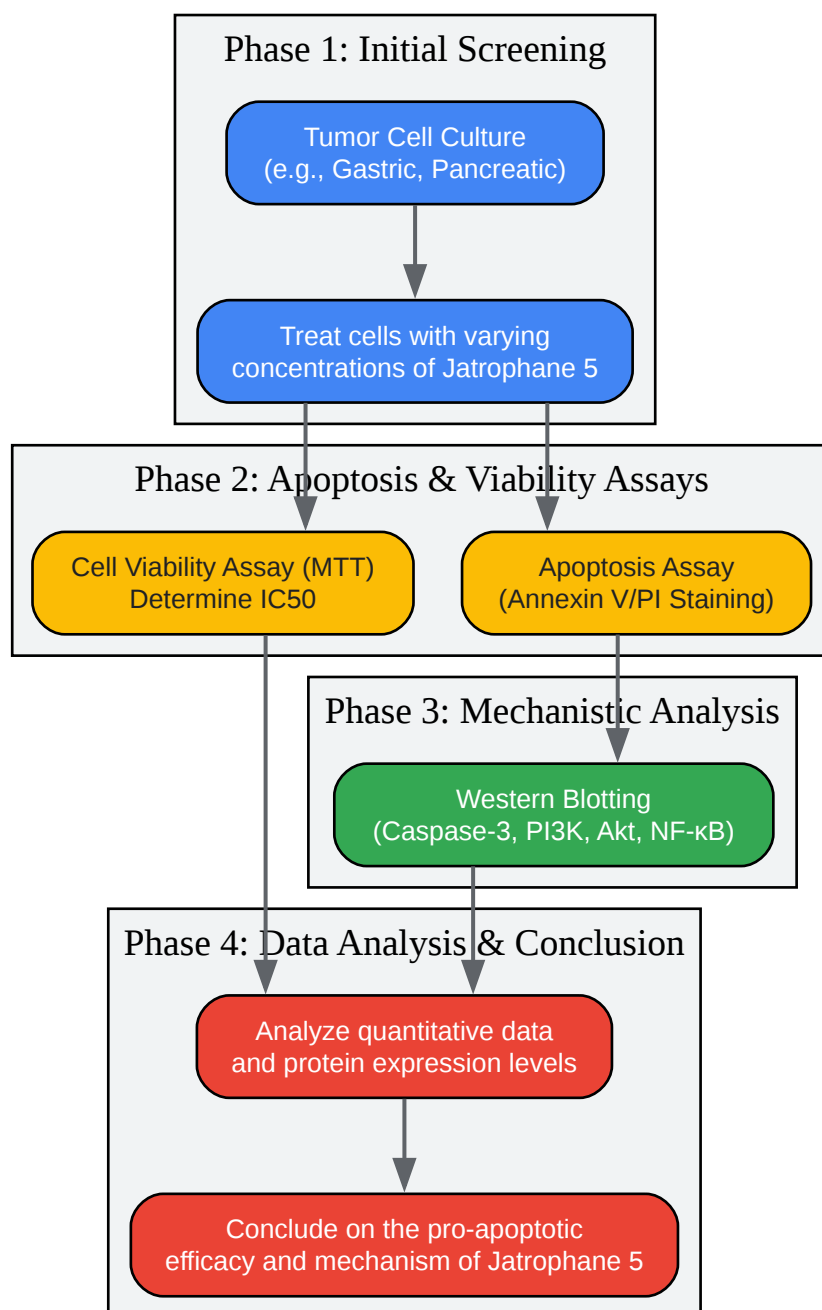 Phase 1: Initial Screening
Tumor Cell Culture
(e.g., Gastric, Pancreatic)
Treat cells with varying
concentrations of Jatrophane 5
Phase 2: Apoptosis & Viability Assays
Cell Viability Assay (MTT)
Determine IC50
Apoptosis Assay
(Annexin V/PI Staining)
Phase 3: Mechanistic Analysis
Western Blotting
(Caspase-3, PI3K, Akt, NF-κB)
Phase 4: Data Analysis & Conclusion
Analyze quantitative data
and protein expression levels
Conclude on the pro-apoptotic
efficacy and mechanism of Jatrophane 5